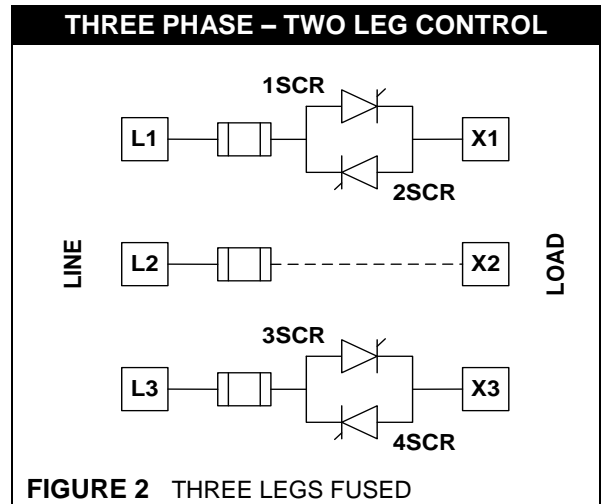 THREE PHASE – TWO LEG CONTROL
1SCR
L1
X1
2SCR
LINE
L2
X2
LOAD
3SCR
L3
X3
4SCR
FIGURE 2 THREE LEGS FUSED